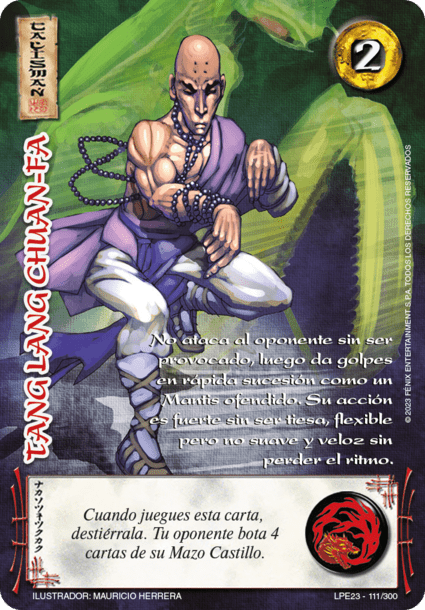 TALISMAN
2
TANG LANG CHUAN-FA
No ataca al oponente sin ser
provocado, luego da golpes
en rápida sucesión como un
Mantis ofendido. Su acción
es fuerte sin ser tiesa, flexible
pero no suave y veloz sin
perder el ritmo.
© 2023 FÉNIX ENTERTAINMENT S.P.A. TODOS LOS DERECHOS RESERVADOS
Cuando juegues esta carta,
destiérrala. Tu oponente bota 4
cartas de su Mazo Castillo.
ILUSTRADOR: MAURICIO HERRERA
LPE23 - 111/300